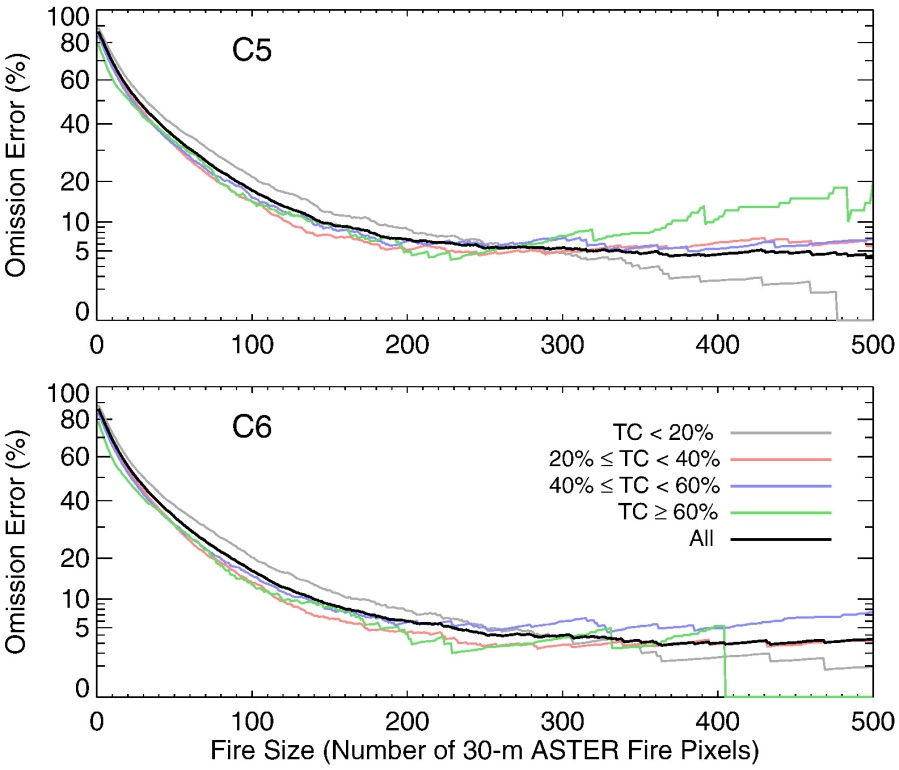 C5
Omission Error (%)
100
80
60
40
20
10
5
0
0 100 200 300 400 500
C6
Omission Error (%)
100
80
60
40
20
10
5
0
TC < 20%
20% ≤ TC < 40%
40% ≤ TC < 60%
TC ≥ 60%
All
0 100 200 300 400 500
Fire Size (Number of 30-m ASTER Fire Pixels)